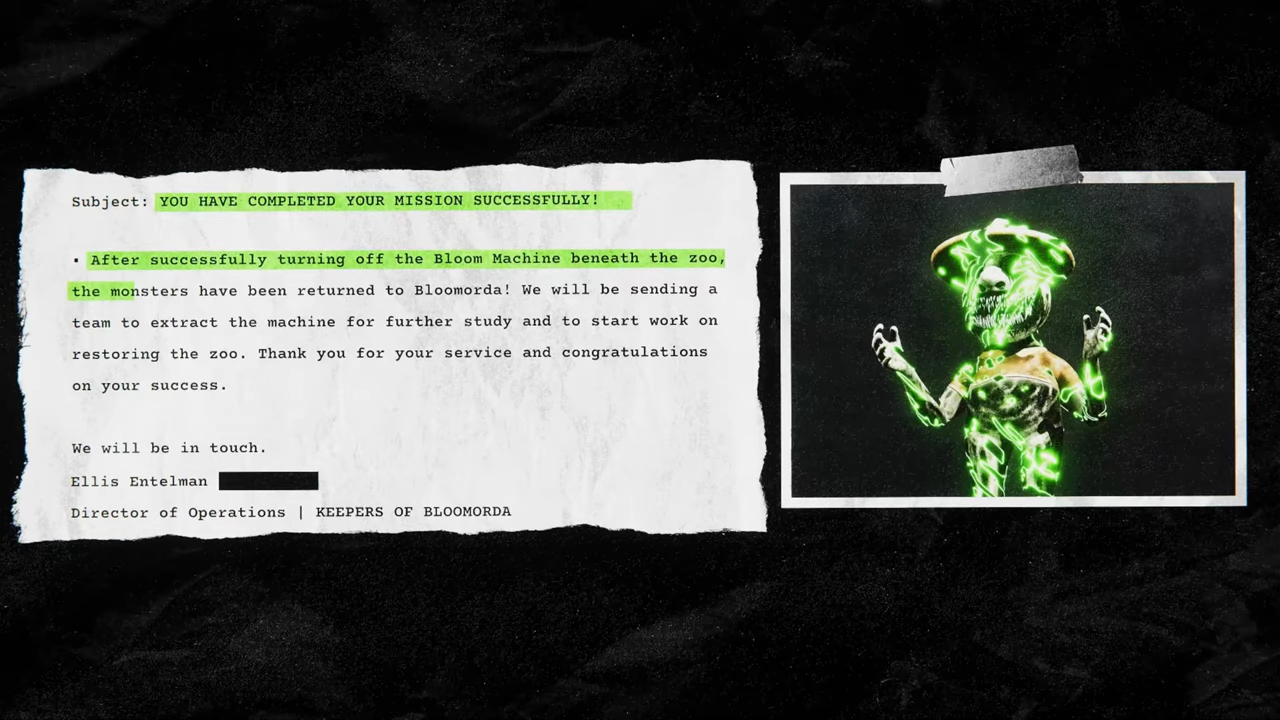 Subject: YOU HAVE COMPLETED YOUR MISSION SUCCESSFULLY!
▪ After successfully turning off the Bloom Machine beneath the zoo,
the monsters have been returned to Bloomorda! We will be sending a
team to extract the machine for further study and to start work on
restoring the zoo. Thank you for your service and congratulations
on your success.
We will be in touch.
Ellis Entelman
Director of Operations | KEEPERS OF BLOOMORDA